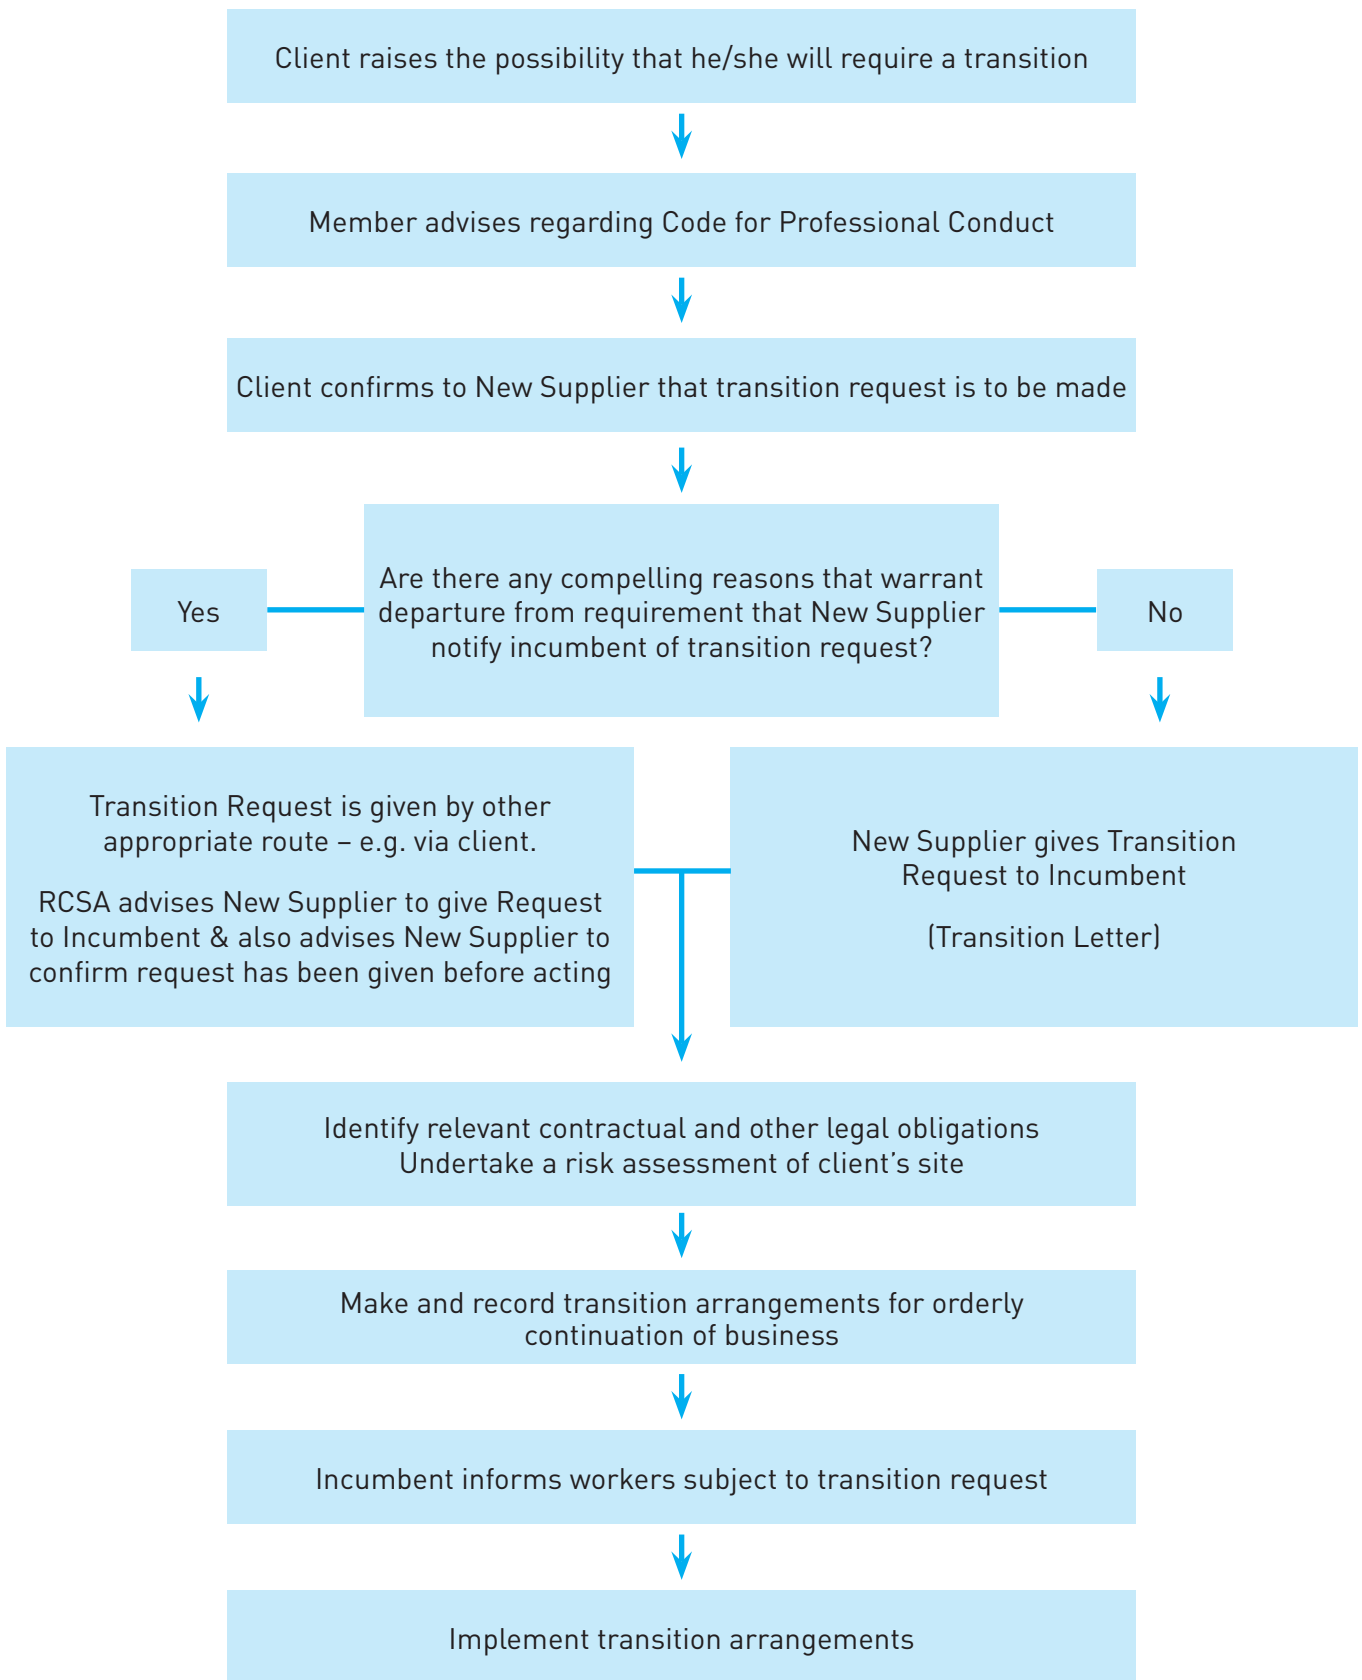 Client raises the possibility that he/she will require a transition
Member advises regarding Code for Professional Conduct
Client confirms to New Supplier that transition request is to be made
Are there any compelling reasons that warrant
departure from requirement that New Supplier
notify incumbent of transition request?
Yes
No
Transition Request is given by other
appropriate route – e.g. via client.
RCSA advises New Supplier to give Request
to Incumbent & also advises New Supplier to
confirm request has been given before acting
New Supplier gives Transition
Request to Incumbent
(Transition Letter)
Identify relevant contractual and other legal obligations
Undertake a risk assessment of client's site
Make and record transition arrangements for orderly
continuation of business
Incumbent informs workers subject to transition request
Implement transition arrangements